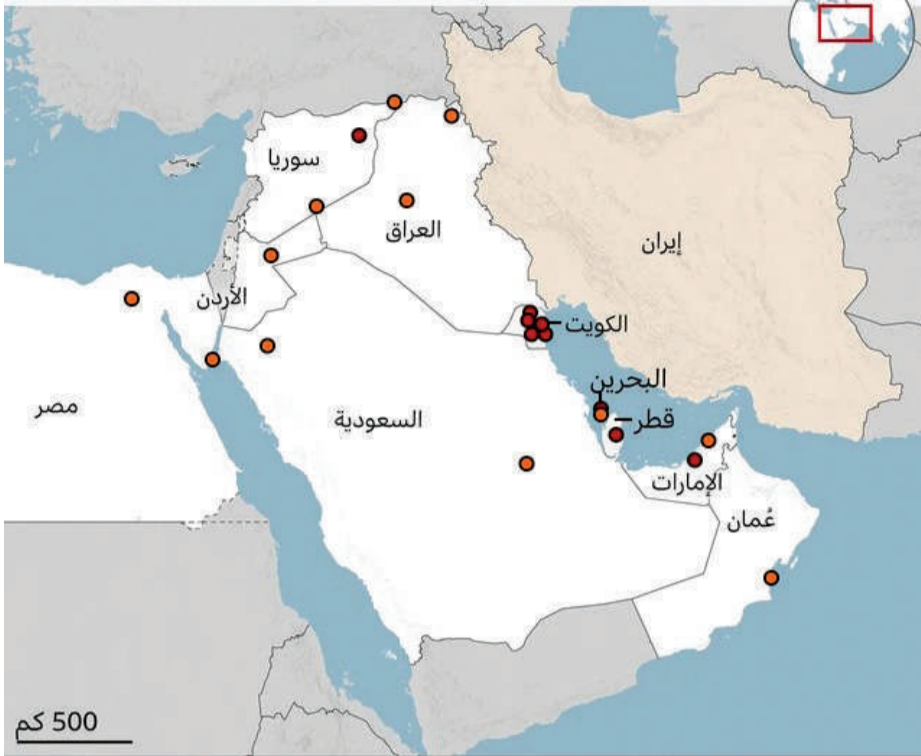 سوريا
العراق
إيران
الأردن
الكويت
البحرين
قطر
مصر
السعودية
الإمارات
عُمان
500 كم